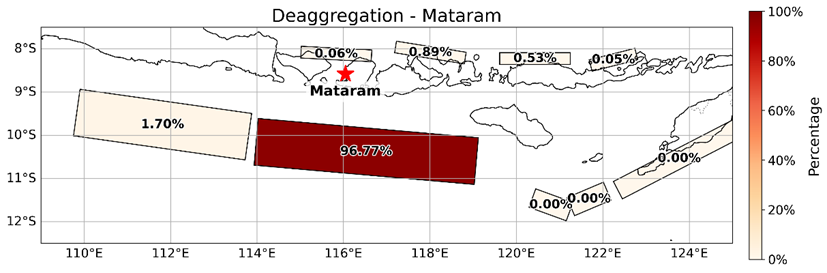 Deaggregation - Mataram
100%
8°S
0.06%
0.89%
0.53%
0.05%
80%
9°S
Mataram
60%
10°S
1.70%
96.77%
0.00%
Percentage
40%
11°S
0.00%
0.00%
20%
12°S
0%
110°E
112°E
114°E
116°E
118°E
120°E
122°E
124°E